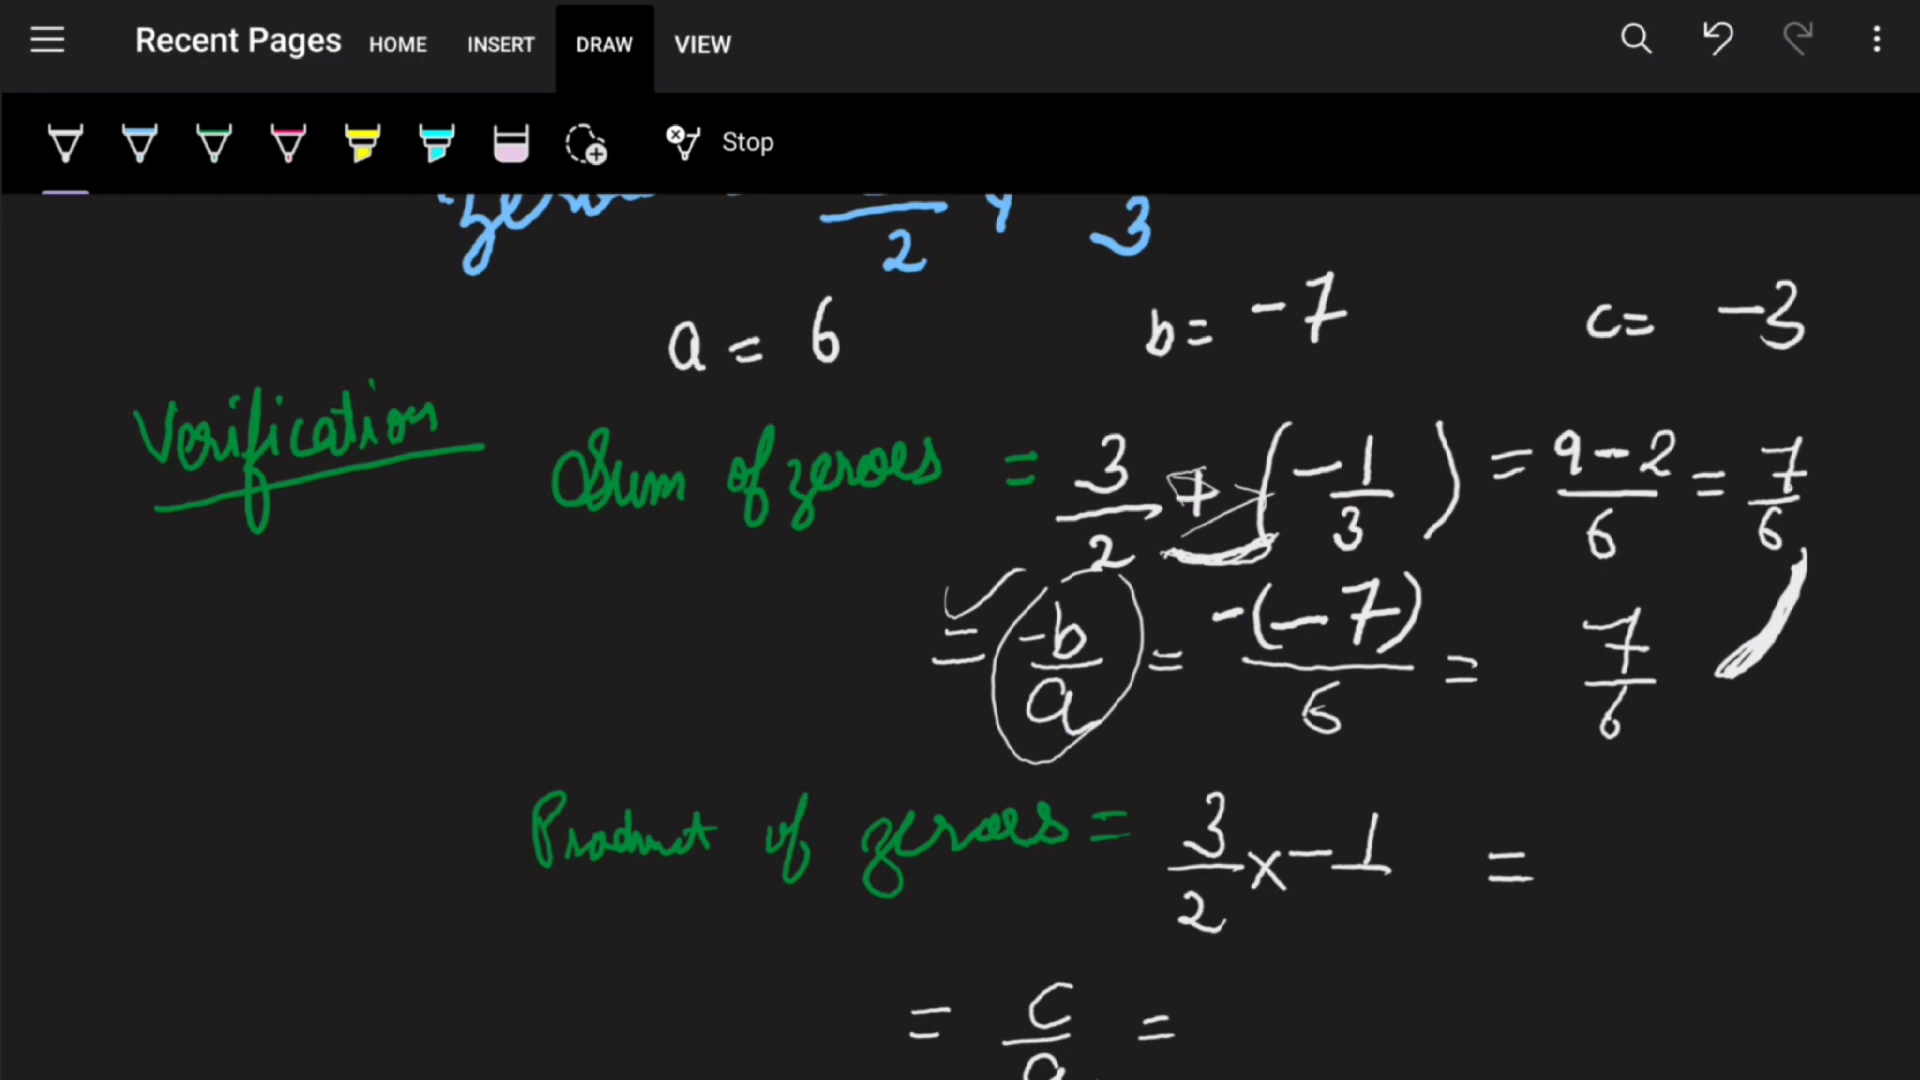 Recent Pages HOME INSERT DRAW VIEW
Stop
2 3
a = 6 b = -7 c = -3
Verification Sum of zeroes = 3/2 + (-1/3) = 9-2/6 = 7/6
= -b/a = -(-7)/6 = 7/6
Product of zeroes = 3/2 x -1 =
= c/a =